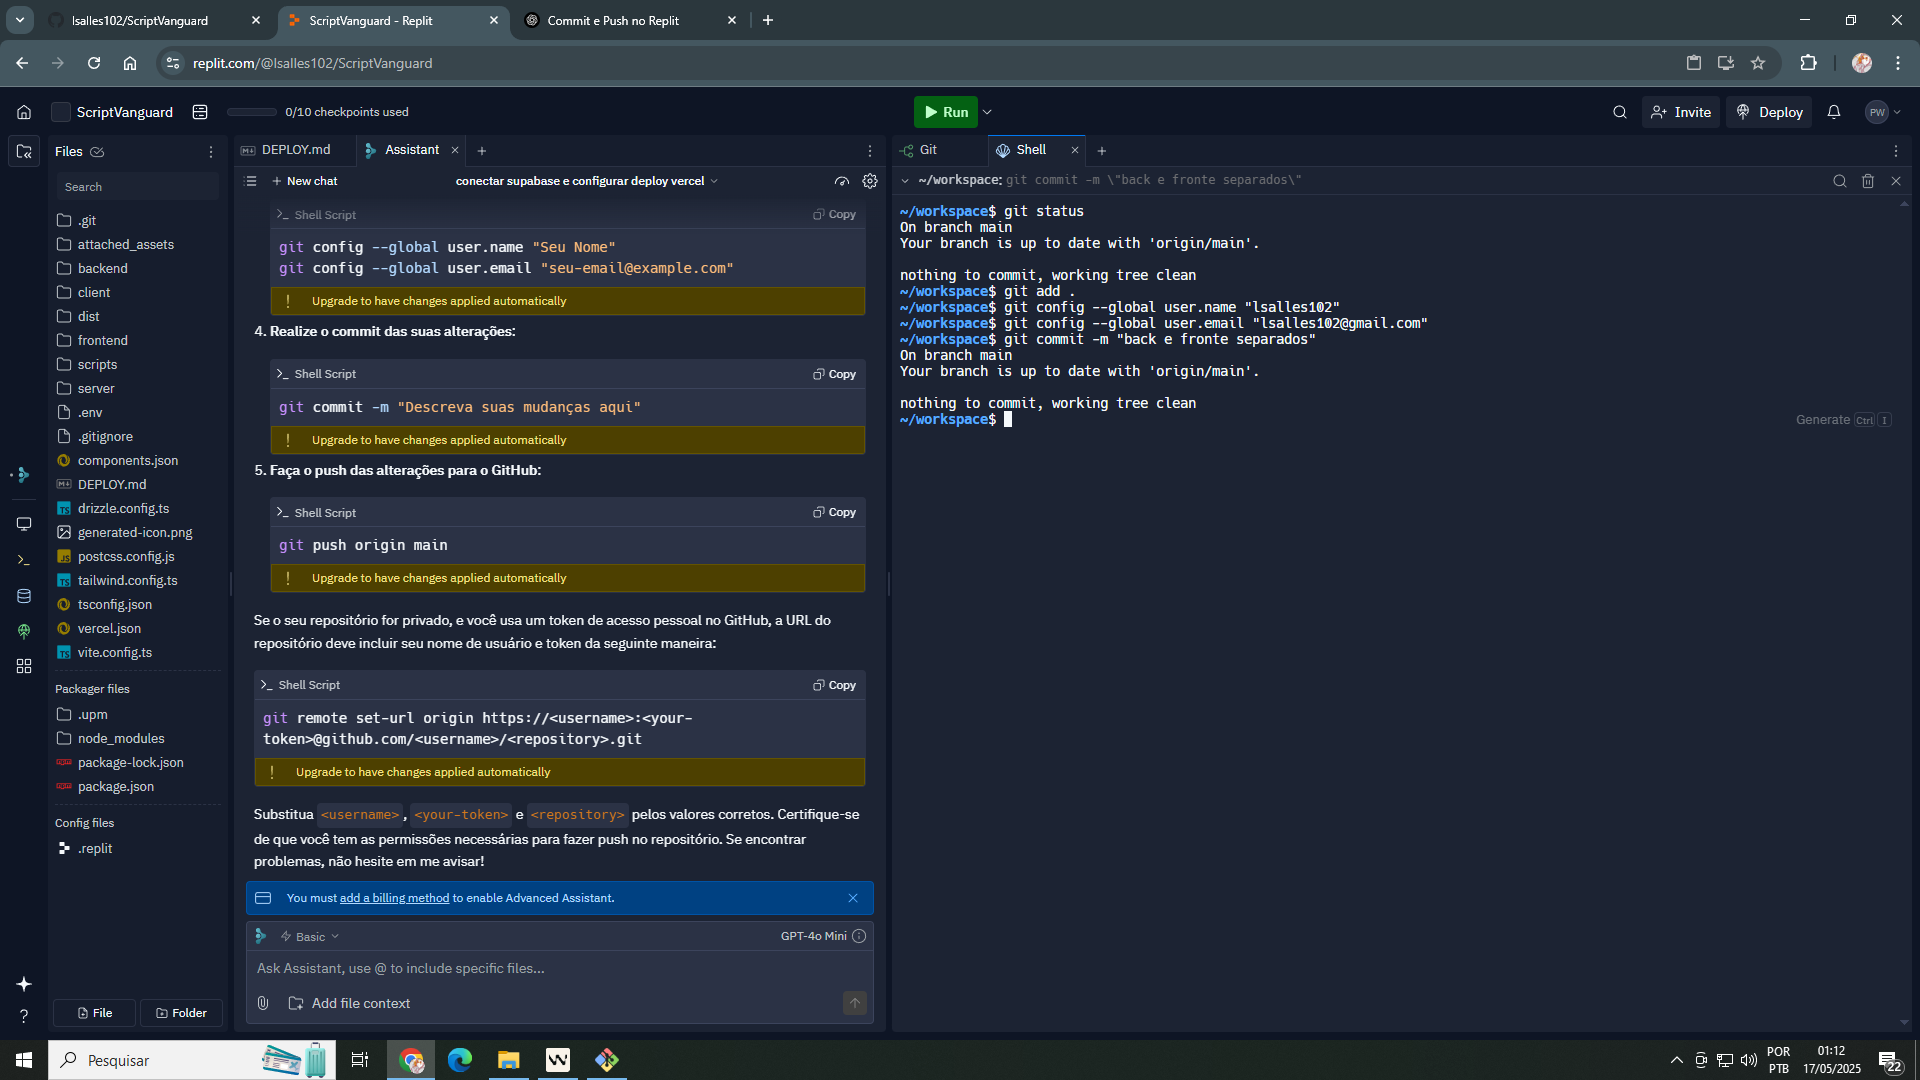 lsalles102/ScriptVanguard
ScriptVanguard - Replit
Commit e Push no Replit
replit.com/@lsalles102/ScriptVanguard
ScriptVanguard
0/10 checkpoints used
Run
Invite
Deploy
PW
Files
Search
.git
attached_assets
backend
client
dist
frontend
scripts
server
.env
.gitignore
components.json
DEPLOY.md
drizzle.config.ts
generated-icon.png
postcss.config.js
tailwind.config.ts
tsconfig.json
vercel.json
vite.config.ts
Packager files
.upm
node_modules
package-lock.json
package.json
Config files
.replit
File
Folder
DEPLOY.md
Assistant
New chat
conectar supabase e configurar deploy vercel
Shell Script
Copy
git config --global user.name "Seu Nome"
git config --global user.email "seu-email@example.com"
Upgrade to have changes applied automatically
4. Realize o commit das suas alterações:
Shell Script
Copy
git commit -m "Descreva suas mudanças aqui"
Upgrade to have changes applied automatically
5. Faça o push das alterações para o GitHub:
Shell Script
Copy
git push origin main
Upgrade to have changes applied automatically
Se o seu repositório for privado, e você usa um token de acesso pessoal no GitHub, a URL do
repositório deve incluir seu nome de usuário e token da seguinte maneira:
Shell Script
Copy
git remote set-url origin https://<username>:<your-
token>@github.com/<username>/<repository>.git
Upgrade to have changes applied automatically
Substitua <username> , <your-token> e <repository> pelos valores corretos. Certifique-se
de que você tem as permissões necessárias para fazer push no repositório. Se encontrar
problemas, não hesite em me avisar!
You must add a billing method to enable Advanced Assistant.
Basic
GPT-4o Mini
Ask Assistant, use @ to include specific files...
Add file context
Git
Shell
~/workspace: git commit -m \"back e fronte separados\"
~/workspace$ git status
On branch main
Your branch is up to date with 'origin/main'.
nothing to commit, working tree clean
~/workspace$ git add .
~/workspace$ git config --global user.name "lsalles102"
~/workspace$ git config --global user.email "lsalles102@gmail.com"
~/workspace$ git commit -m "back e fronte separados"
On branch main
Your branch is up to date with 'origin/main'.
nothing to commit, working tree clean
~/workspace$
Generate Ctrl I
Pesquisar
POR
PTB
01:12
17/05/2025
22